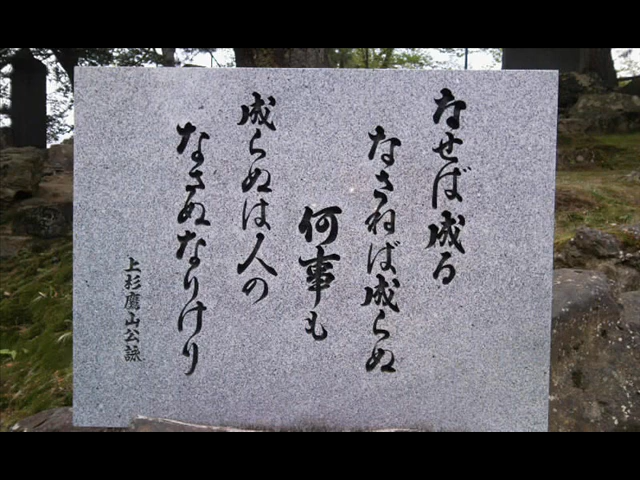 なせば成る
なさねば成らぬ
何事も
成らぬは人の
なさぬなりけり
上杉鷹山公詠